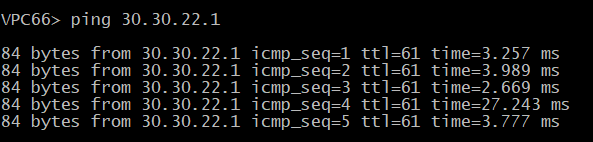 VPC66> ping 30.30.22.1
84 bytes from 30.30.22.1 icmp_seq=1 ttl=61 time=3.257 ms
84 bytes from 30.30.22.1 icmp_seq=2 ttl=61 time=3.989 ms
84 bytes from 30.30.22.1 icmp_seq=3 ttl=61 time=2.669 ms
84 bytes from 30.30.22.1 icmp_seq=4 ttl=61 time=27.243 ms
84 bytes from 30.30.22.1 icmp_seq=5 ttl=61 time=3.777 ms